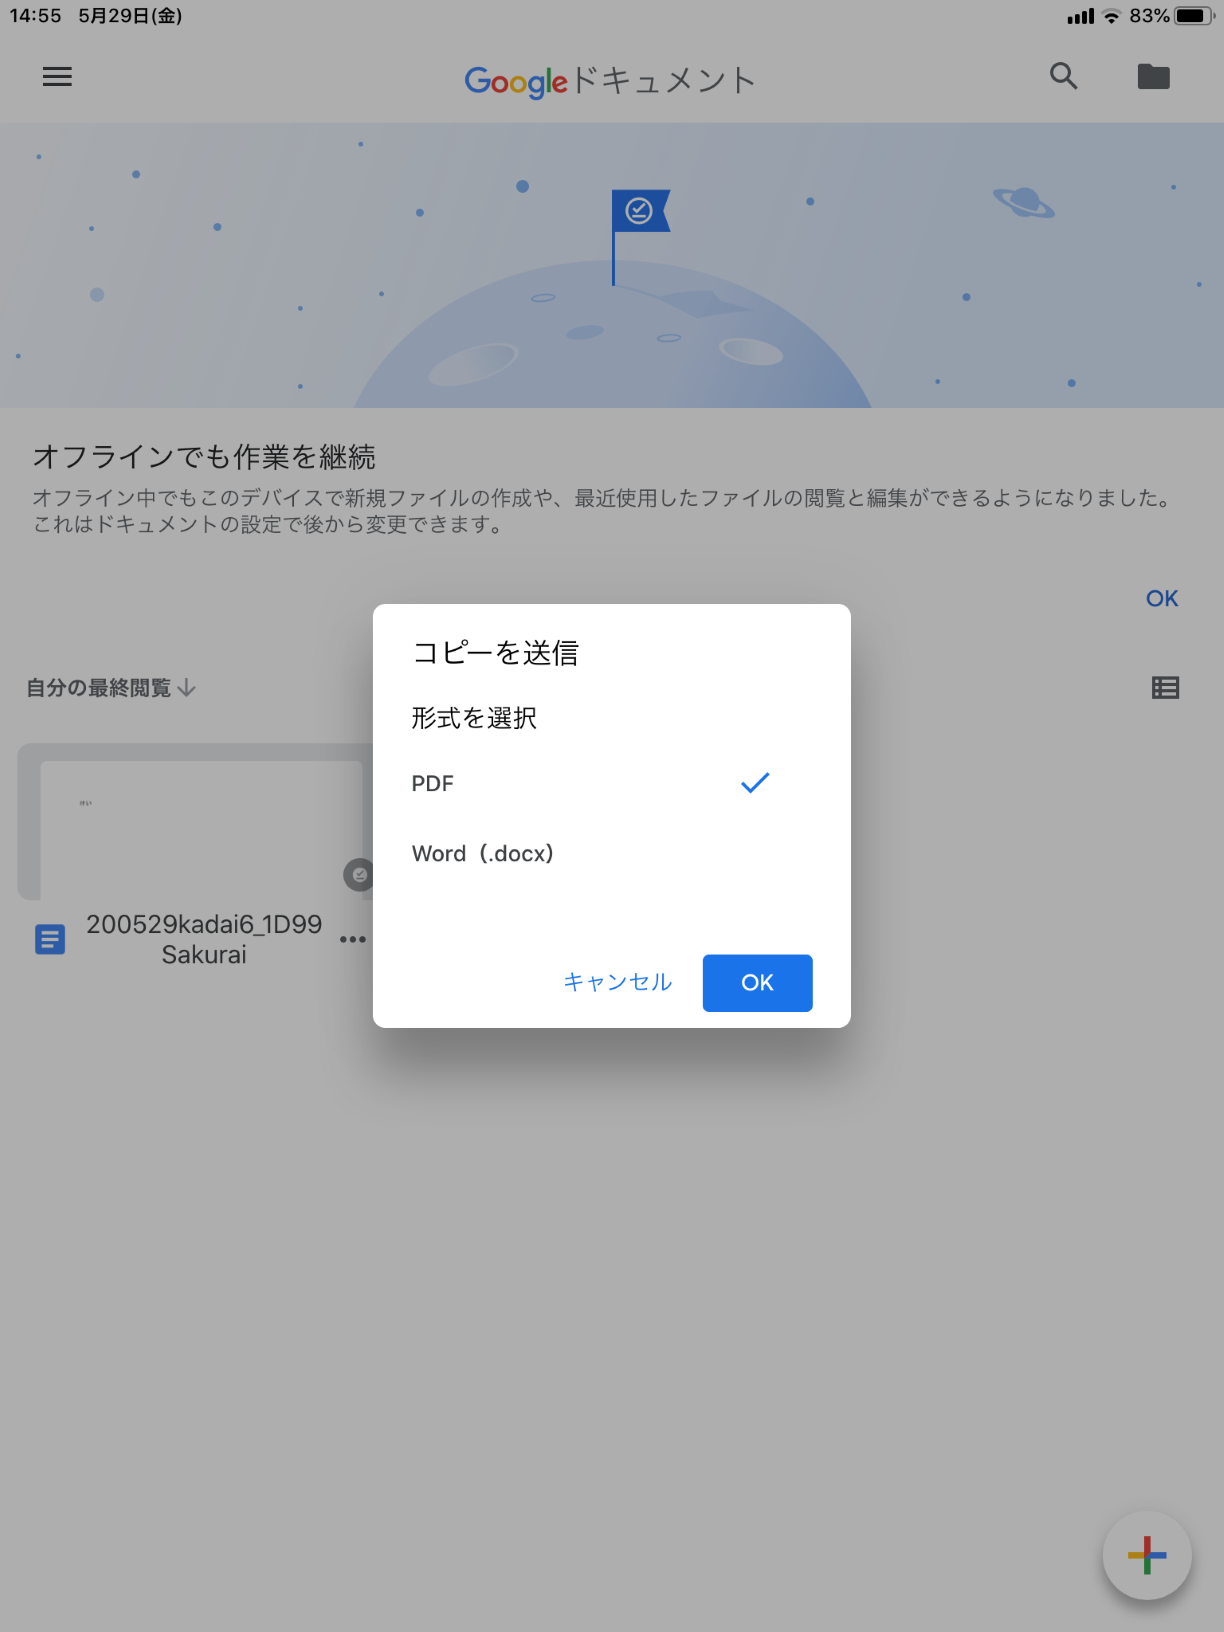 14:55 5月29日(金) 83%
Googleドキュメント
オフラインでも作業を継続
オフライン中でもこのデバイスで新規ファイルの作成や、最近使用したファイルの閲覧と編集ができるようになりました。
これはドキュメントの設定で後から変更できます。
OK
自分の最終閲覧
コピーを送信
形式を選択
PDF
Word（.docx）
キャンセル OK
200529kadai6_1D99
Sakurai